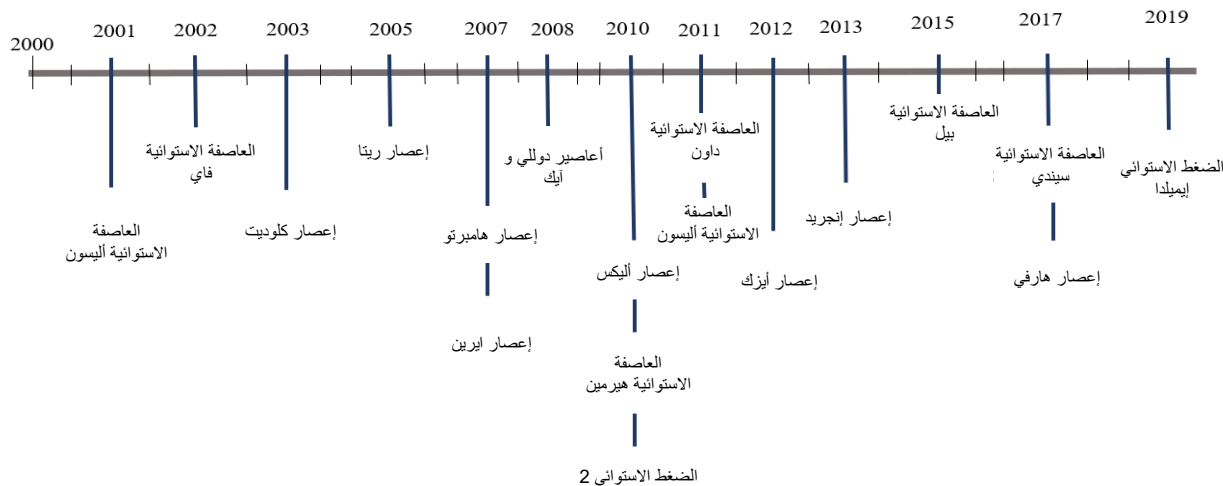 2000
2001
2002
2003
2005
2007
2008
2010
2011
2012
2013
2015
2017
2019
العاصفة
الاستوائية أليسون
العاصفة الاستوائية
فاي
إعصار كلوديت
إعصار ريتا
إعصار هامبرتو
إعصار ايرين
أعاصير دوللي و
آيك
إعصار أليكس
العاصفة
الاستوائية هيرمين
الضغط الاستوائي 2
العاصفة الاستوائية
داون
العاصفة
الاستوائية أليسون
إعصار أيزك
إعصار إنجريد
العاصفة الاستوائية
بيل
العاصفة الاستوائية
سيندي
إعصار هارفي
الضغط الاستوائي
إيميلدا